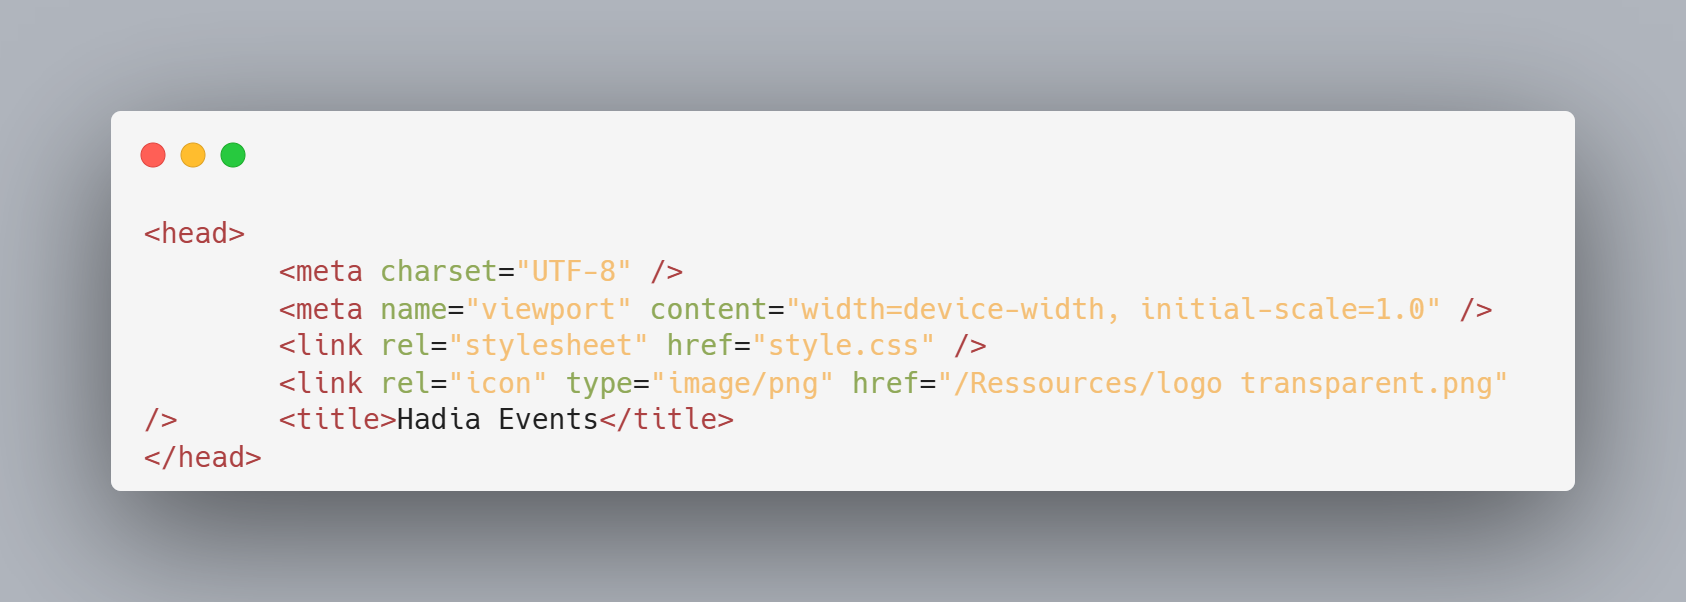 <head>
        <meta charset="UTF-8" />
        <meta name="viewport" content="width=device-width, initial-scale=1.0" />
        <link rel="stylesheet" href="style.css" />
        <link rel="icon" type="image/png" href="/Ressources/logo transparent.png"
/>      <title>Hadia Events</title>
</head>